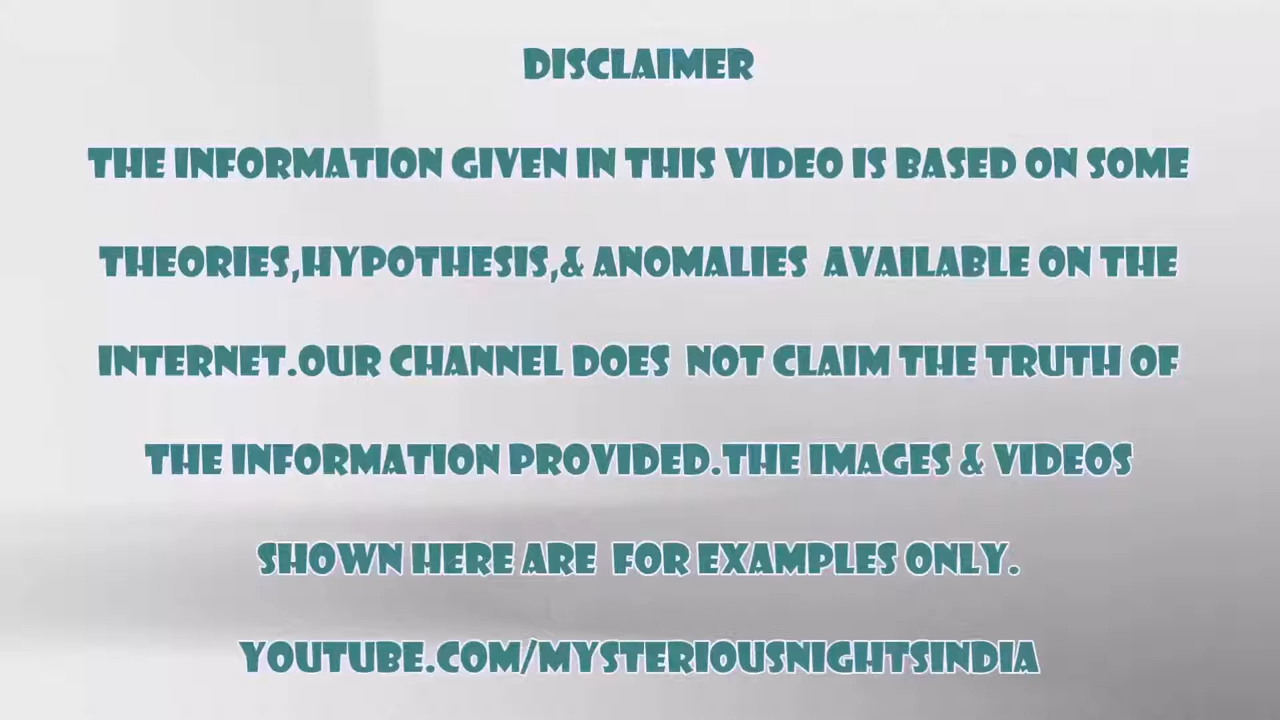 DISCLAIMER
THE INFORMATION GIVEN IN THIS VIDEO IS BASED ON SOME
THEORIES,HYPOTHESIS,& ANOMALIES AVAILABLE ON THE
INTERNET.OUR CHANNEL DOES NOT CLAIM THE TRUTH OF
THE INFORMATION PROVIDED.THE IMAGES & VIDEOS
SHOWN HERE ARE FOR EXAMPLES ONLY.
YOUTUBE.COM/MYSTERIOUSNIGHTSINDIA